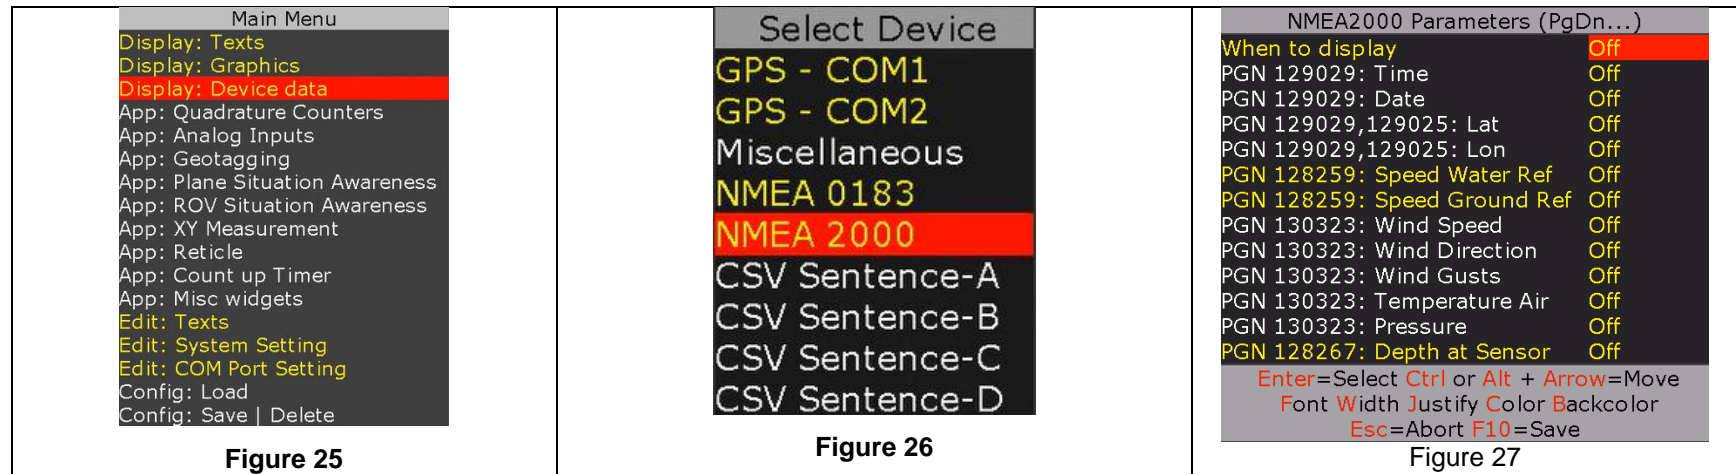 Main Menu
Display: Texts
Display: Graphics
Display: Device data
App: Quadrature Counters
App: Analog Inputs
App: Geotagging
App: Plane Situation Awareness
App: ROV Situation Awareness
App: XY Measurement
App: Reticle
App: Count up Timer
App: Misc widgets
Edit: Texts
Edit: System Setting
Edit: COM Port Setting
Config: Load
Config: Save | Delete
Figure 25
Select Device
GPS - COM1
GPS - COM2
Miscellaneous
NMEA 0183
NMEA 2000
CSV Sentence-A
CSV Sentence-B
CSV Sentence-C
CSV Sentence-D
Figure 26
NMEA2000 Parameters (PgDn...)
When to display Off
PGN 129029: Time Off
PGN 129029: Date Off
PGN 129029,129025: Lat Off
PGN 129029,129025: Lon Off
PGN 128259: Speed Water Ref Off
PGN 128259: Speed Ground Ref Off
PGN 130323: Wind Speed Off
PGN 130323: Wind Direction Off
PGN 130323: Wind Gusts Off
PGN 130323: Temperature Air Off
PGN 130323: Pressure Off
PGN 128267: Depth at Sensor Off
Enter=Select Ctrl or Alt + Arrow=Move
Font Width Justify Color Backcolor
Esc=Abort F10=Save
Figure 27